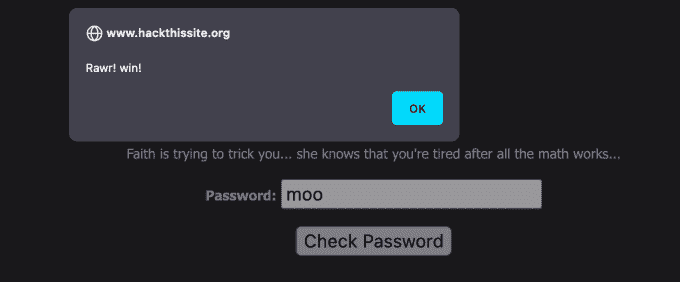 www.hackthissite.org
Rawr! win!
OK
Faith is trying to trick you... she knows that you're tired after all the math works...
Password: moo
Check Password